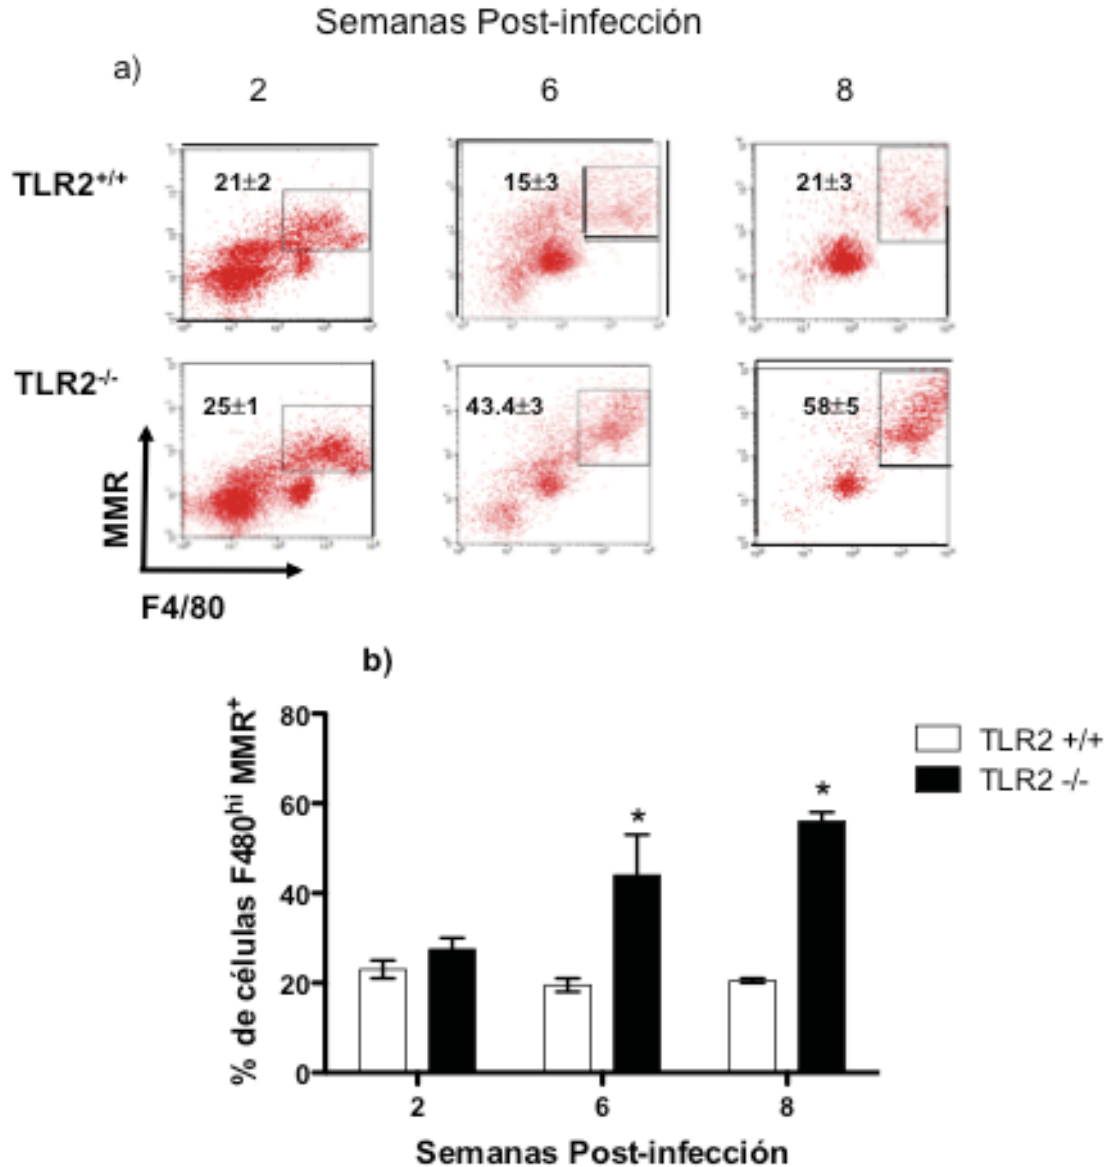 Semanas Post-infección
a)
2 6 8
TLR2+/+
21±2 15±3 21±3
TLR2-/-
25±1 43.4±3 58±5
MMR
F4/80
b)
% de células F480hi MMR+
80
60
40
20
0
* *
TLR2 +/+
TLR2 -/-
2 6 8
Semanas Post-infección